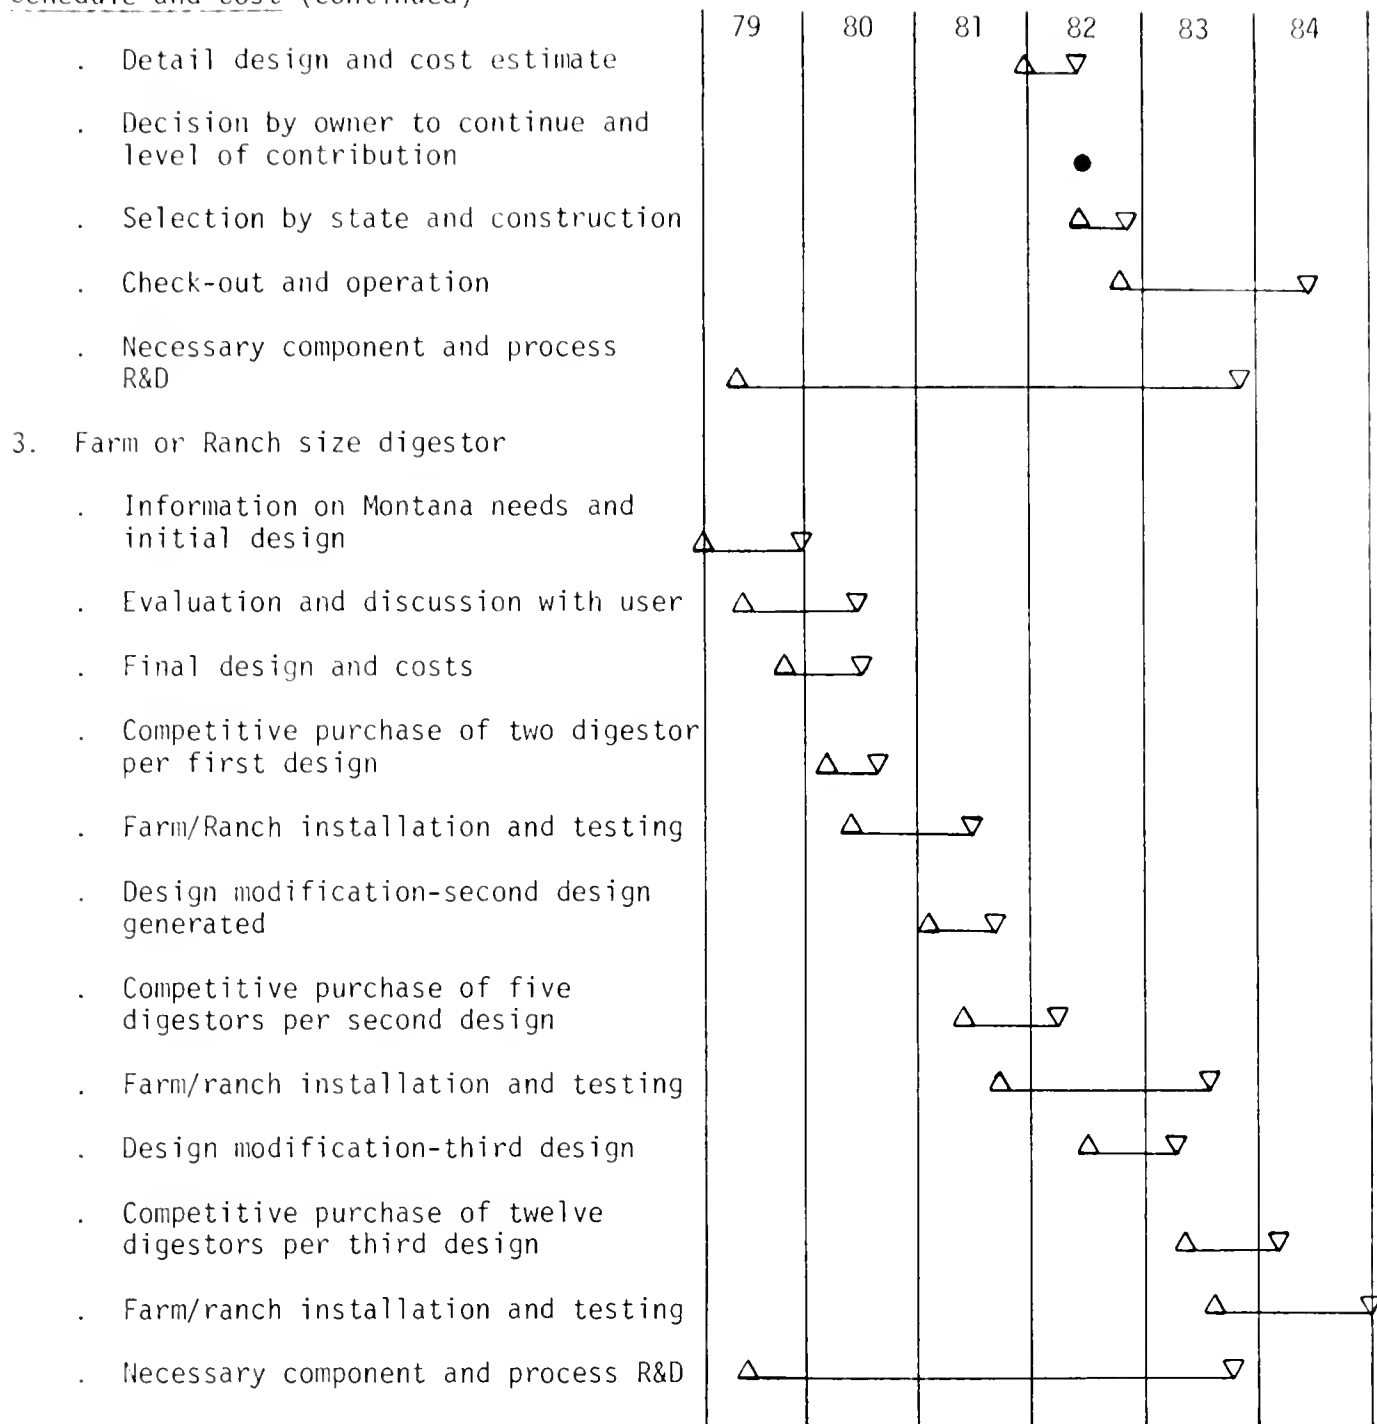 Schedule and Cost (continued)
79 80 81 82 83 84
. Detail design and cost estimate
. Decision by owner to continue and
level of contribution
. Selection by state and construction
. Check-out and operation
. Necessary component and process
R&D
3. Farm or Ranch size digestor
. Information on Montana needs and
initial design
. Evaluation and discussion with user
. Final design and costs
. Competitive purchase of two digestor
per first design
. Farm/Ranch installation and testing
. Design modification-second design
generated
. Competitive purchase of five
digestors per second design
. Farm/ranch installation and testing
. Design modification-third design
. Competitive purchase of twelve
digestors per third design
. Farm/ranch installation and testing
. Necessary component and process R&D